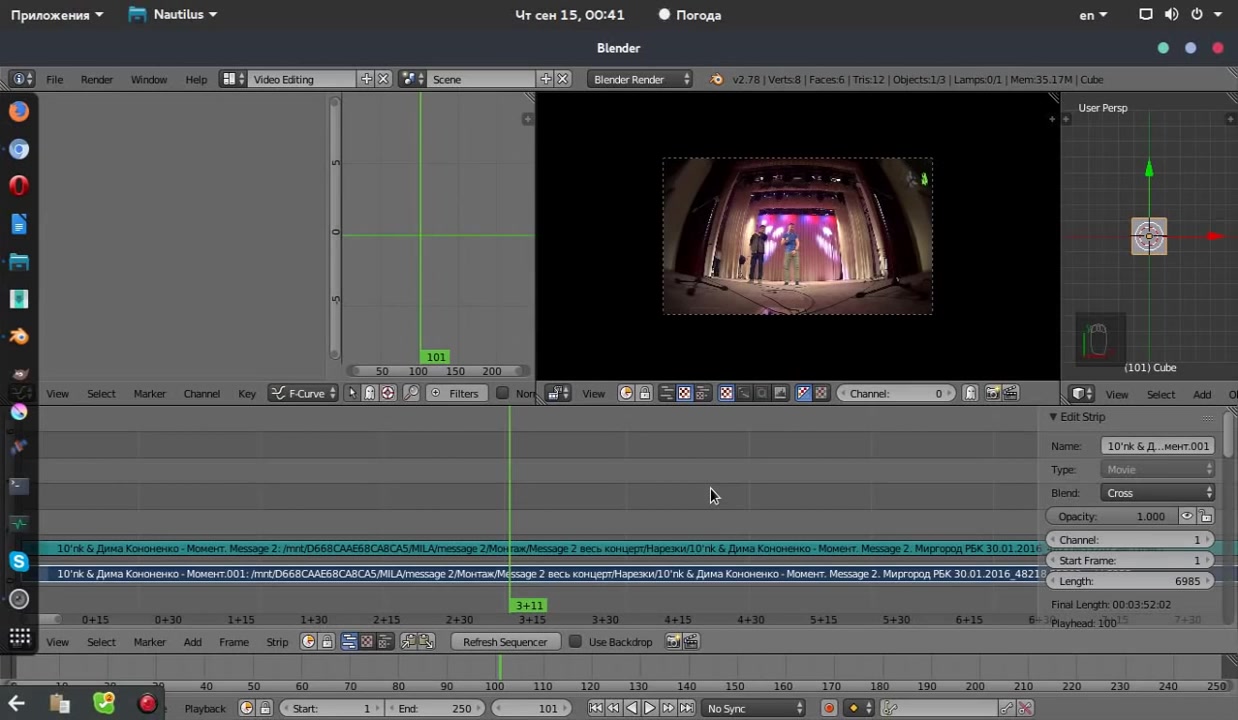 Приложения Nautilus Чт сен 15, 00:41 Погода en
Blender
File Render Window Help Video Editing Scene Blender Render v2.78 | Verts:8 | Faces:6 | Tris:12 | Objects:1/3 | Lamps:0/1 | Mem:35.17M | Cube
User Persp
5
0
-5
101
50 100 150 200
(101) Cube
View Select Marker Channel Key F-Curve Filters Nor View Channel: 0 View Select Add O
Edit Strip
Name: 10'nk & Д...мент.001
Type: Movie
Blend: Cross
Opacity: 1.000
Channel: 1
Start Frame: 1
Length: 6985
Final Length: 00:03:52:02
Playhead: 100
10'nk & Дима Кононенко - Момент. Message 2: /mnt/D668CAAE68CA8CA5/MILA/message 2/Монтаж/Message 2 весь концерт/Нарезки/10'nk & Дима Кононенко - Момент. Message 2. Миргород РБК 30.01.2016
10'nk & Дима Кононенко - Момент.001: /mnt/D668CAAE68CA8CA5/MILA/message 2/Монтаж/Message 2 весь концерт/Нарезки/10'nk & Дима Кононенко - Момент. Message 2. Миргород РБК 30.01.2016_48218
3+11
0+15 0+30 1+15 1+30 2+15 2+30 3+15 3+30 4+15 4+30 5+15 5+30 6+15 6+30 7+30
View Select Marker Add Frame Strip Refresh Sequencer Use Backdrop
40 50 60 70 80 90 100 110 120 130 140 150 160 170 180 190 200 210 220 230 240 250
Playback Start: 1 End: 250 101 No Sync